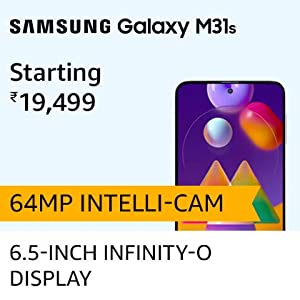 SAMSUNG Galaxy M31s
Starting
₹19,499
64MP INTELLI-CAM
6.5-INCH INFINITY-O
DISPLAY